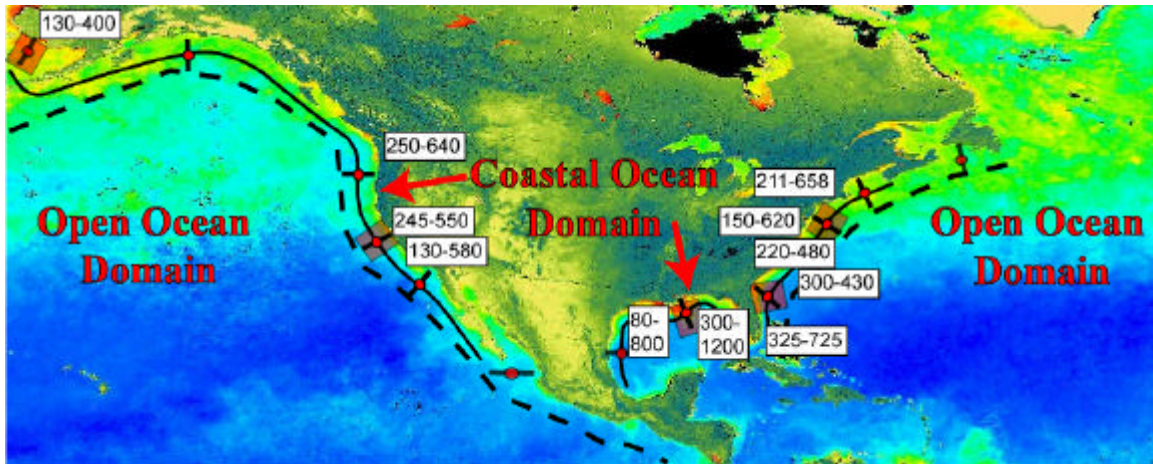 130-400
250-640
Coastal Ocean
Domain
211-658
Open Ocean
Domain
245-550
130-580
150-620
220-480
Open Ocean
Domain
300-430
80-
800
300-
1200
325-725